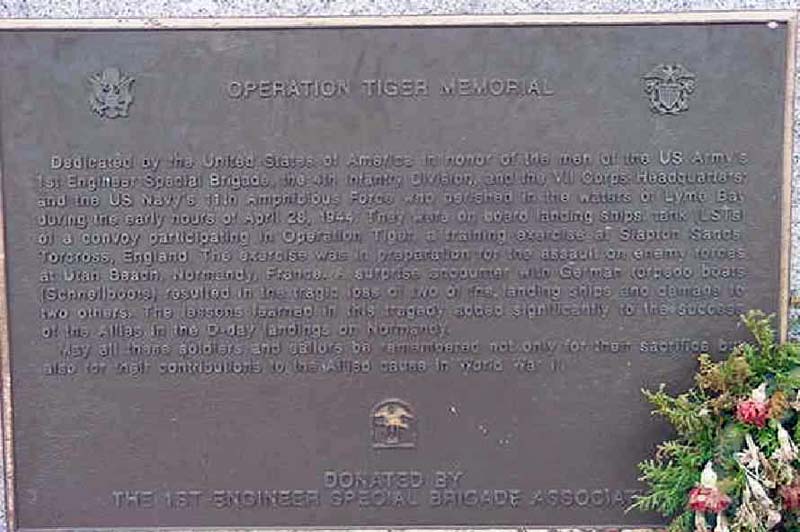 OPERATION TIGER MEMORIAL
Dedicated by the United States of America in honor of the men of the US Army's
1st Engineer Special Brigade, the 4th Infantry Division, and the VII Corps Headquarters;
and the US Navy's 11th Amphibious Force who perished in the waters of Lyme Bay
during the early hours of April 28, 1944. They were on board landing ships, tank (LSTs)
of a convoy participating in Operation Tiger, a training exercise at Slapton Sands,
Torcross, England. The exercise was in preparation for the assault on enemy forces
at Utah Beach, Normandy, France. A surprise encounter with German torpedo boats
(Schnellboote) resulted in the tragic loss of two of the landing ships and damage to
two others. The lessons learned in this tragedy added significantly to the success
of the Allies in the D-day landings on Normandy.
May all these soldiers and sailors be remembered not only for their sacrifice bu
also for their contributions to the Allied cause in World War II.
DONATED BY
THE 1ST ENGINEER SPECIAL BRIGADE ASSOCIAT